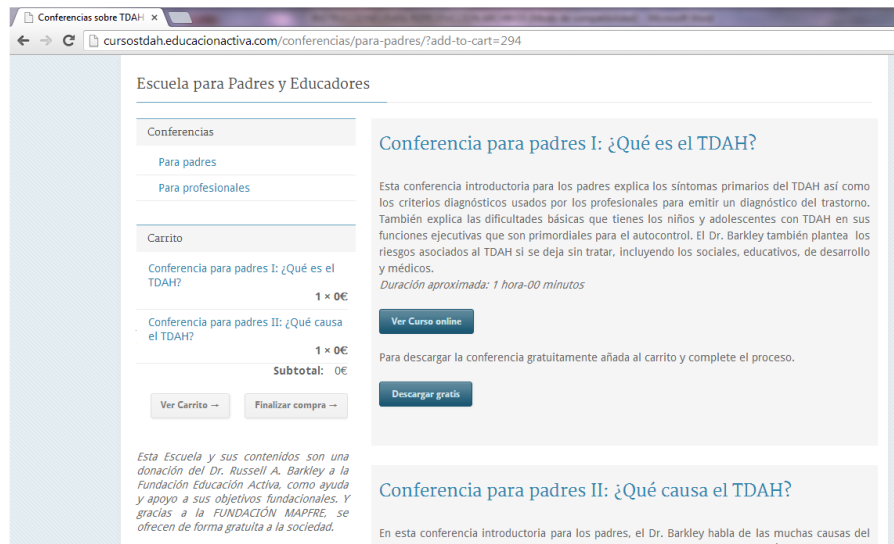 Conferencias sobre TDAH
cursostdah.educacionactiva.com/conferencias/para-padres/?add-to-cart=294
Escuela para Padres y Educadores
Conferencias
Para padres
Para profesionales
Carrito
Conferencia para padres I: ¿Qué es el
TDAH?
1 × 0€
Conferencia para padres II: ¿Qué causa
el TDAH?
1 × 0€
Subtotal: 0€
Ver Carrito →
Finalizar compra →
Esta Escuela y sus contenidos son una
donación del Dr. Russell A. Barkley a la
Fundación Educación Activa, como ayuda
y apoyo a sus objetivos fundacionales. Y
gracias a la FUNDACIÓN MAPFRE, se
ofrecen de forma gratuita a la sociedad.
Conferencia para padres I: ¿Qué es el TDAH?
Esta conferencia introductoria para los padres explica los síntomas primarios del TDAH así como
los criterios diagnósticos usados por los profesionales para emitir un diagnóstico del trastorno.
También explica las dificultades básicas que tienes los niños y adolescentes con TDAH en sus
funciones ejecutivas que son primordiales para el autocontrol. El Dr. Barkley también plantea los
riesgos asociados al TDAH si se deja sin tratar, incluyendo los sociales, educativos, de desarrollo
y médicos.
Duración aproximada: 1 hora-00 minutos
Ver Curso online
Para descargar la conferencia gratuitamente añada al carrito y complete el proceso.
Descargar gratis
Conferencia para padres II: ¿Qué causa el TDAH?
En esta conferencia introductoria para los padres, el Dr. Barkley habla de las muchas causas del